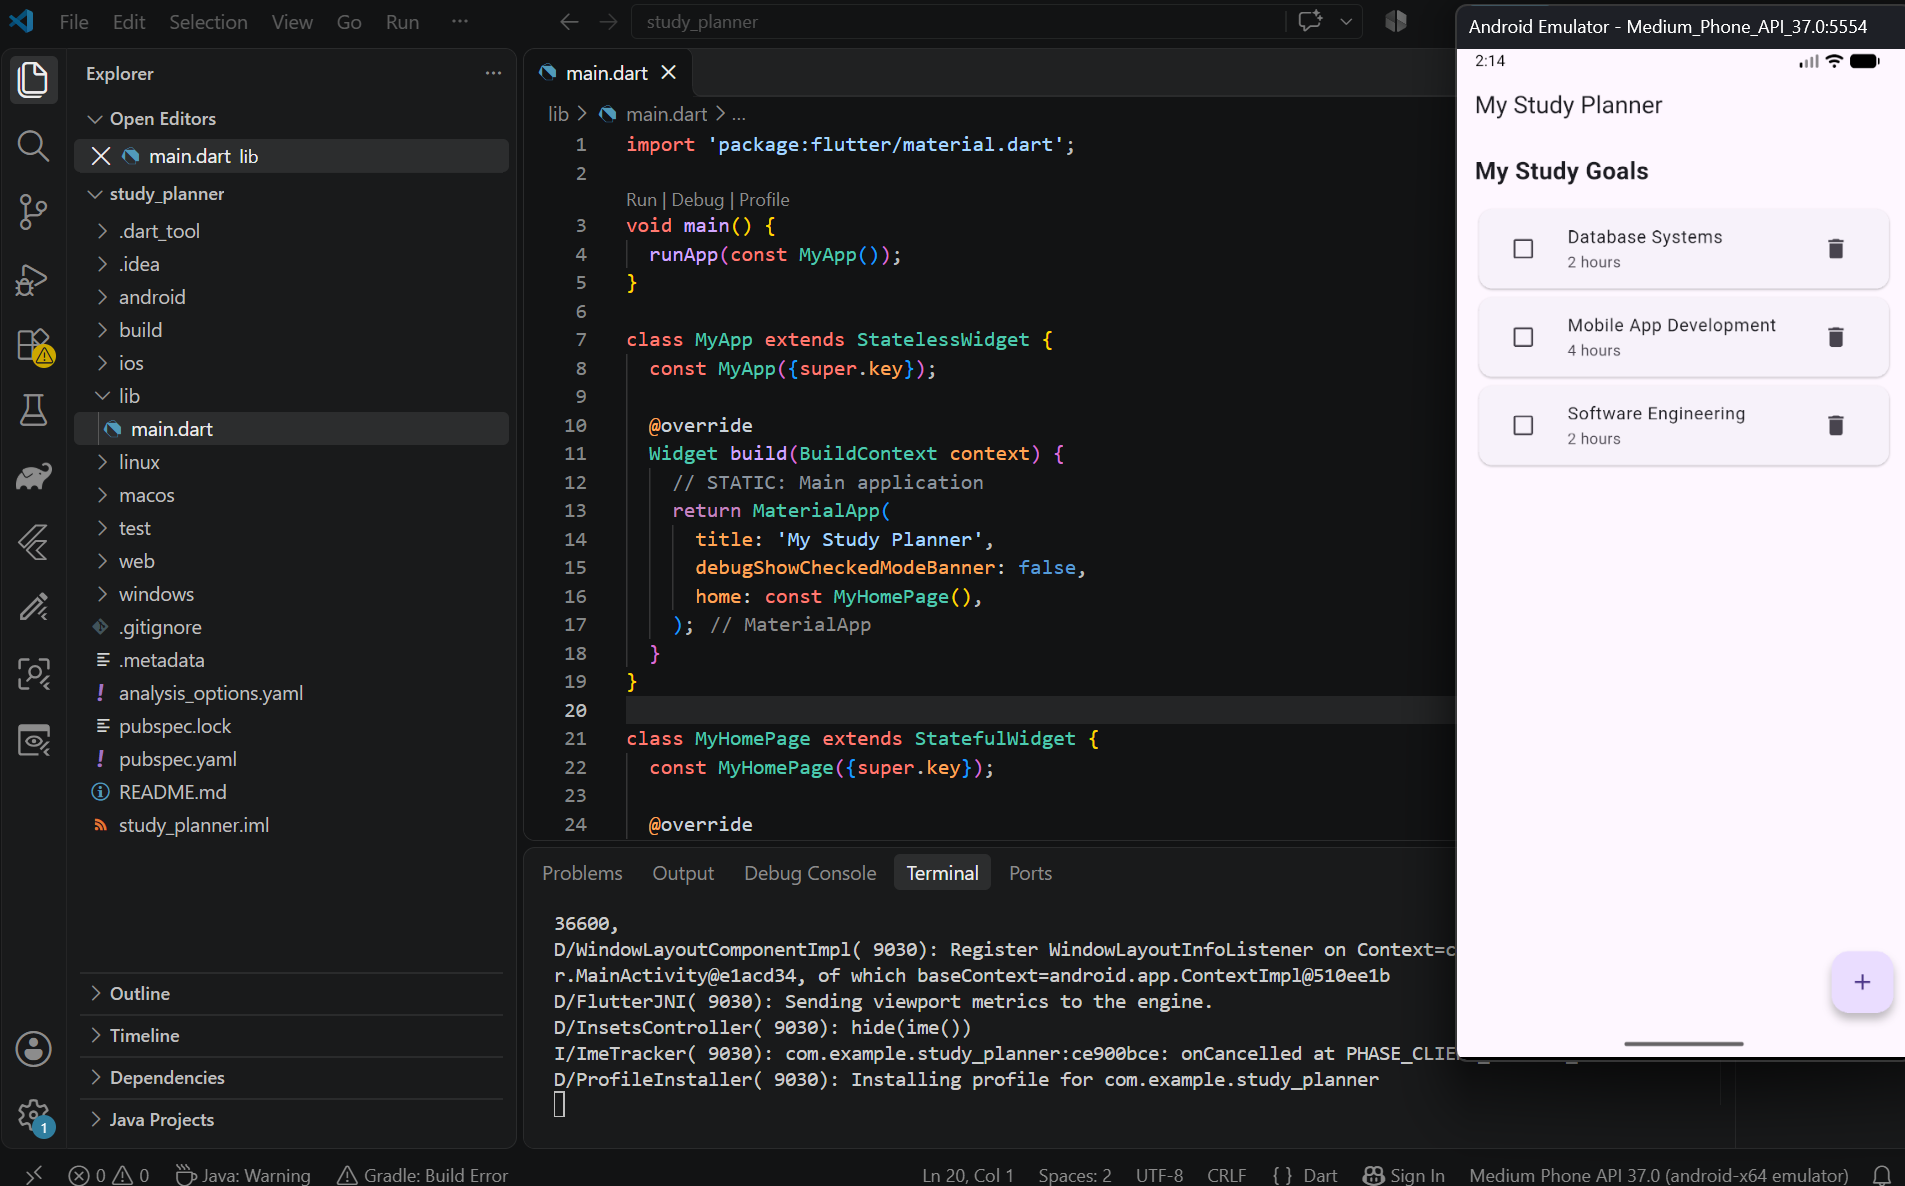 File Edit Selection View Go Run ···
study_planner
Explorer
Open Editors
main.dart lib
study_planner
.dart_tool
.idea
android
build
ios
lib
main.dart
linux
macos
test
web
windows
.gitignore
.metadata
analysis_options.yaml
pubspec.lock
pubspec.yaml
README.md
study_planner.iml
Outline
Timeline
Dependencies
Java Projects
1
main.dart
lib > main.dart > ...
1 import 'package:flutter/material.dart';
2
Run | Debug | Profile
3 void main() {
4 runApp(const MyApp());
5 }
6
7 class MyApp extends StatelessWidget {
8 const MyApp({super.key});
9
10 @override
11 Widget build(BuildContext context) {
12 // STATIC: Main application
13 return MaterialApp(
14 title: 'My Study Planner',
15 debugShowCheckedModeBanner: false,
16 home: const MyHomePage(),
17 ); // MaterialApp
18 }
19 }
20
21 class MyHomePage extends StatefulWidget {
22 const MyHomePage({super.key});
23
24 @override
Problems Output Debug Console Terminal Ports
36600,
D/WindowLayoutComponentImpl( 9030): Register WindowLayoutInfoListener on Context=c
r.MainActivity@e1acd34, of which baseContext=android.app.ContextImpl@510ee1b
D/FlutterJNI( 9030): Sending viewport metrics to the engine.
D/InsetsController( 9030): hide(ime())
I/ImeTracker( 9030): com.example.study_planner:ce900bce: onCancelled at PHASE_CLIE
D/ProfileInstaller( 9030): Installing profile for com.example.study_planner
Android Emulator - Medium_Phone_API_37.0:5554
2:14
My Study Planner
My Study Goals
Database Systems
2 hours
Mobile App Development
4 hours
Software Engineering
2 hours
+
0 0 Java: Warning Gradle: Build Error Ln 20, Col 1 Spaces: 2 UTF-8 CRLF { } Dart Sign In Medium Phone API 37.0 (android-x64 emulator)